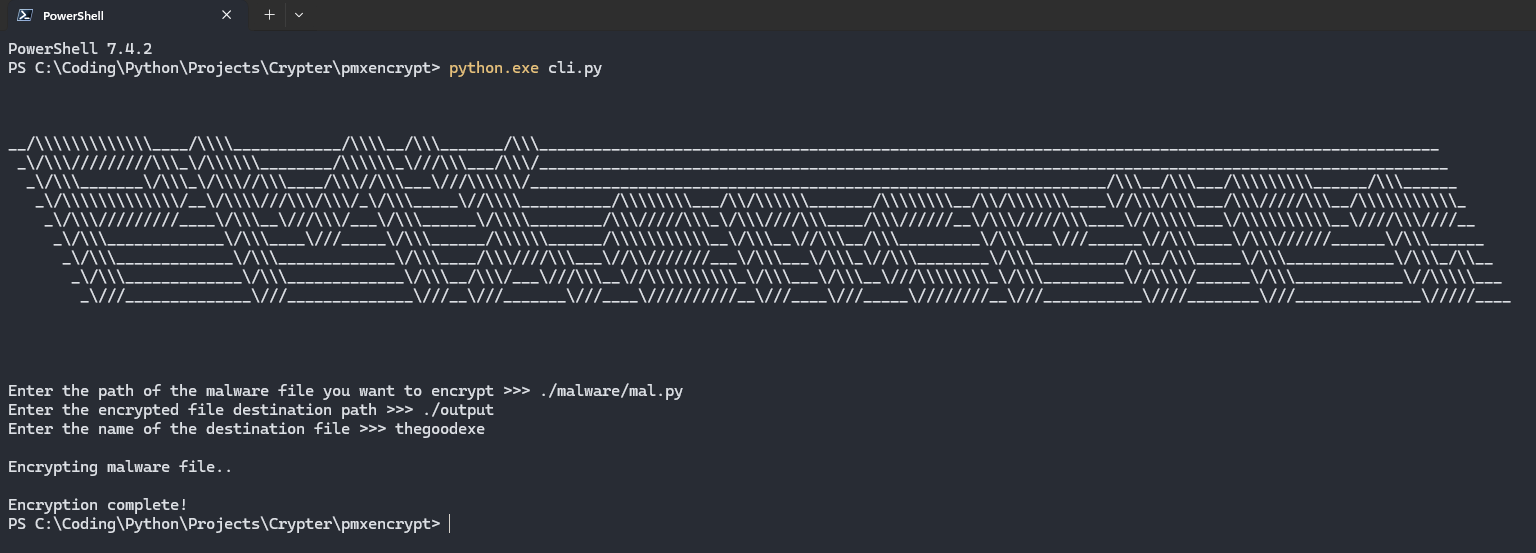 PowerShell
PowerShell 7.4.2
PS C:\Coding\Python\Projects\Crypter\pmxencrypt> python.exe cli.py
PMXencrypt
Enter the path of the malware file you want to encrypt >>> ./malware/mal.py
Enter the encrypted file destination path >>> ./output
Enter the name of the destination file >>> thegoodexe
Encrypting malware file..
Encryption complete!
PS C:\Coding\Python\Projects\Crypter\pmxencrypt>